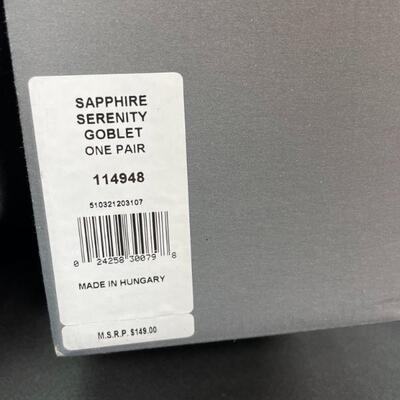 SAPPHIRE
SERENITY
GOBLET
ONE PAIR
114948
510321203107
0 24258 30079 8
MADE IN HUNGARY
M.S.R.P. $149.00